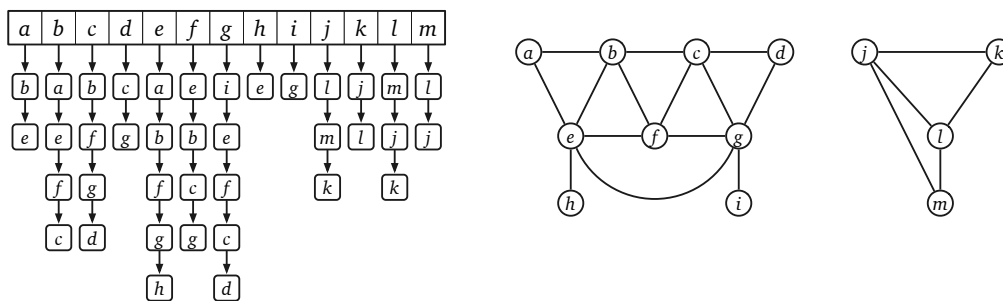 a b c d e f g h i j k l m
b a b c a e i e g l j m l
e e f g b b e m l j j
f g f c f k k
c d g g c
h d
a b c d
e f g
h i
j k
l
m